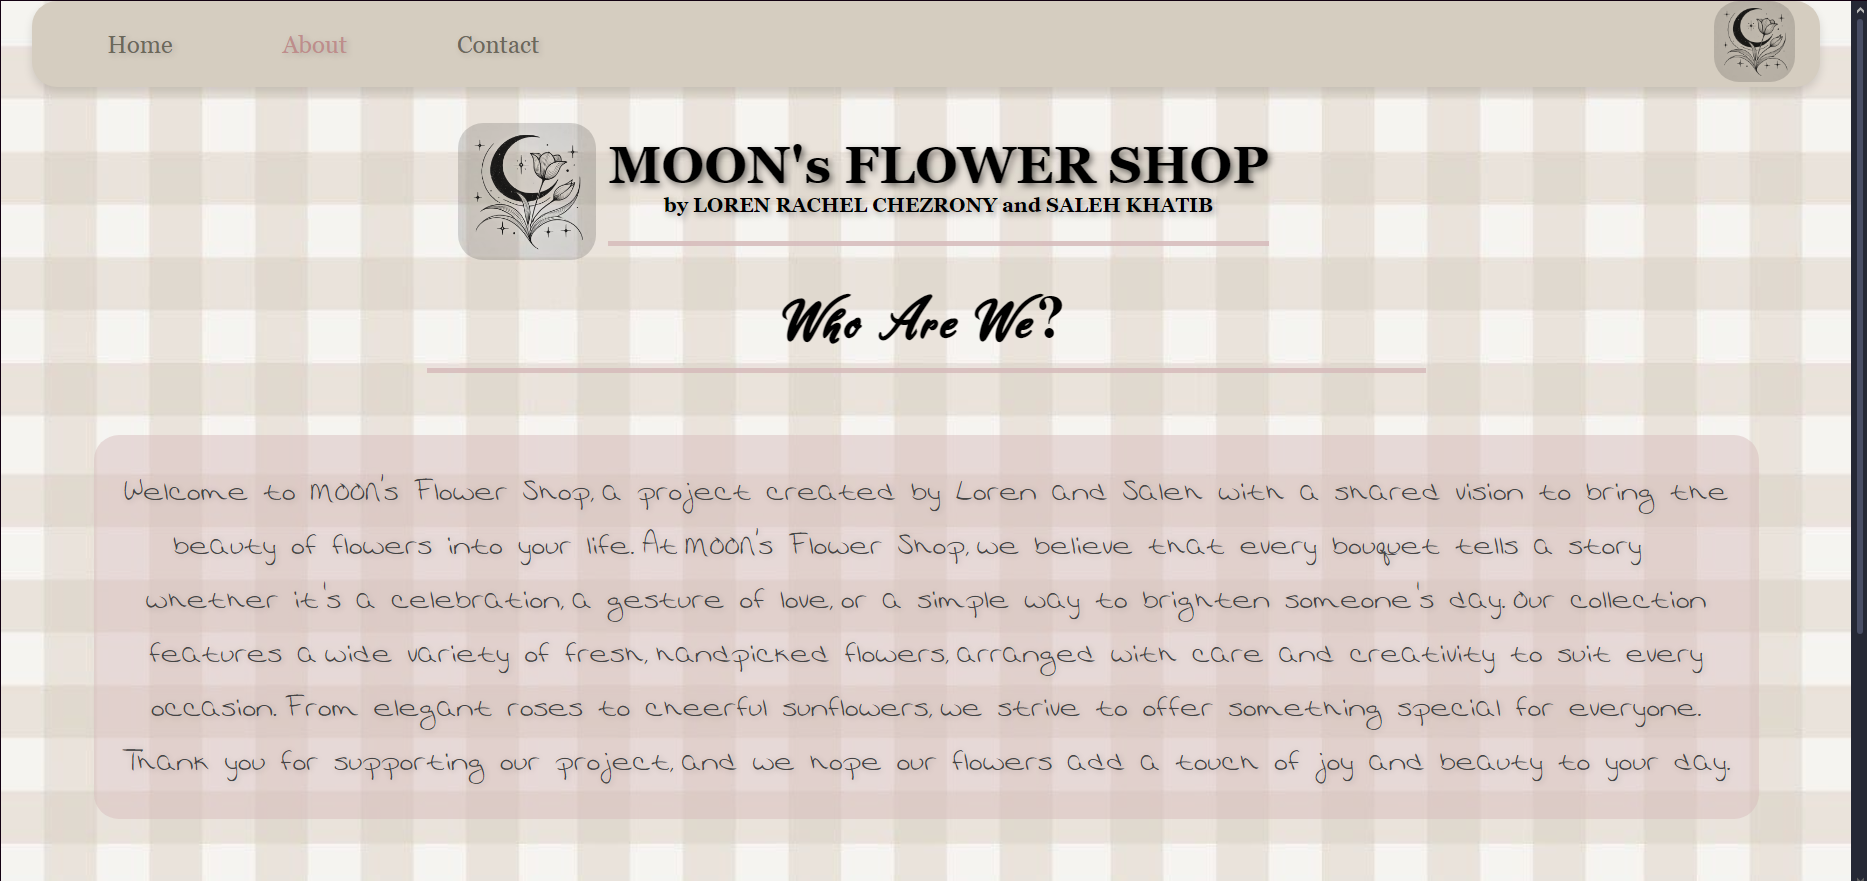 Home About Contact
MOON's FLOWER SHOP
by LOREN RACHEL CHEZRONY and SALEH KHATIB
Who Are We?
Welcome to MOON's Flower Shop, a project created by Loren and Saleh with a shared vision to bring the
beauty of flowers into your life. At MOON's Flower Shop, we believe that every bouquet tells a story
whether it's a celebration, a gesture of love, or a simple way to brighten someone's day. Our collection
features a wide variety of fresh, handpicked flowers, arranged with care and creativity to suit every
occasion. From elegant roses to cheerful sunflowers, we strive to offer something special for everyone.
Thank you for supporting our project, and we hope our flowers add a touch of joy and beauty to your day.